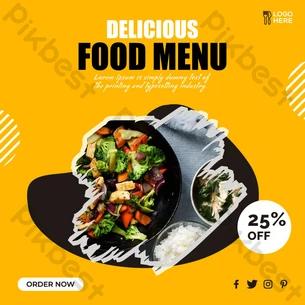 LOGO
HERE
DELICIOUS
FOOD MENU
Lorem Ipsum is simply dummy text of
the printing and typesetting industry.
25%
OFF
ORDER NOW
pikbest